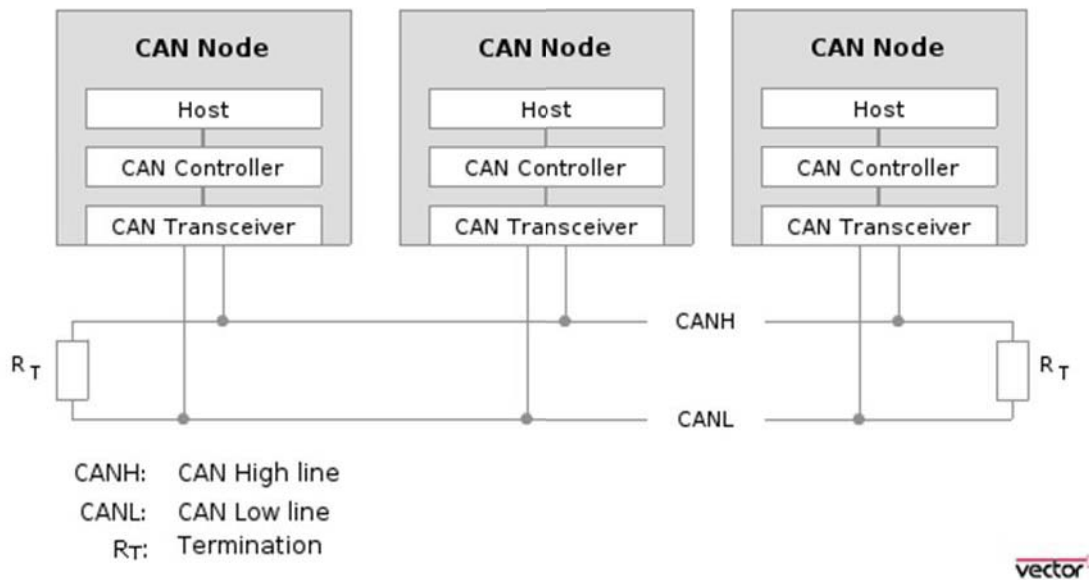 CAN Node
CAN Node
CAN Node
Host
Host
Host
CAN Controller
CAN Controller
CAN Controller
CAN Transceiver
CAN Transceiver
CAN Transceiver
CANH
RT
RT
CANL
CANH: CAN High line
CANL: CAN Low line
RT: Termination
vector